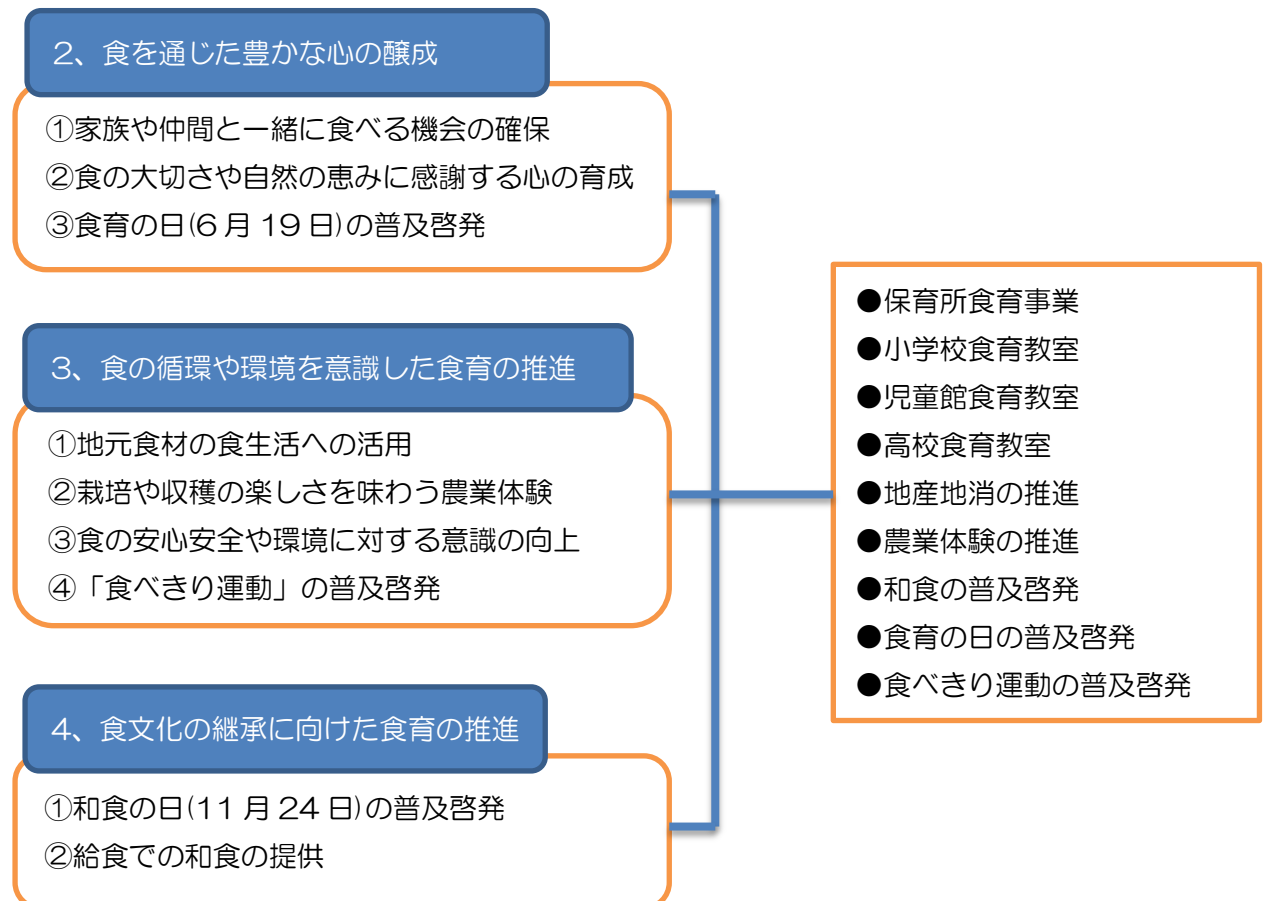 2、食を通じた豊かな心の醸成
①家族や仲間と一緒に食べる機会の確保
②食の大切さや自然の恵みに感謝する心の育成
③食育の日(6月19日)の普及啓発
3、食の循環や環境を意識した食育の推進
①地元食材の食生活への活用
②栽培や収穫の楽しさを味わう農業体験
③食の安心安全や環境に対する意識の向上
④「食べきり運動」の普及啓発
4、食文化の継承に向けた食育の推進
①和食の日(11月24日)の普及啓発
②給食での和食の提供
●保育所食育事業
●小学校食育教室
●児童館食育教室
●高校食育教室
●地産地消の推進
●農業体験の推進
●和食の普及啓発
●食育の日の普及啓発
●食べきり運動の普及啓発